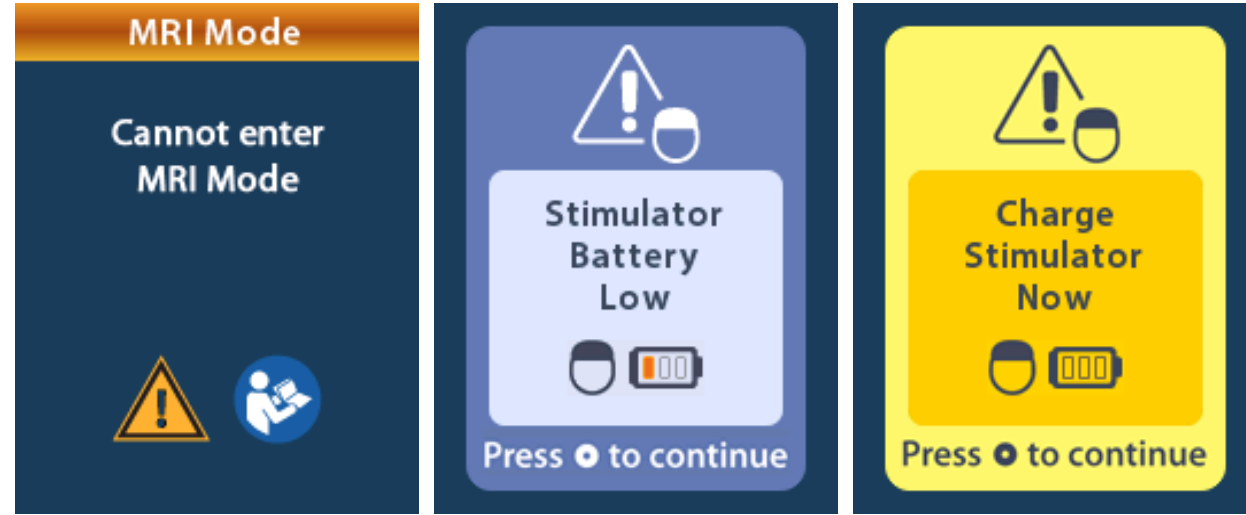 MRI Mode
Cannot enter
MRI Mode
Stimulator
Battery
Low
Press to continue
Charge
Stimulator
Now
Press to continue